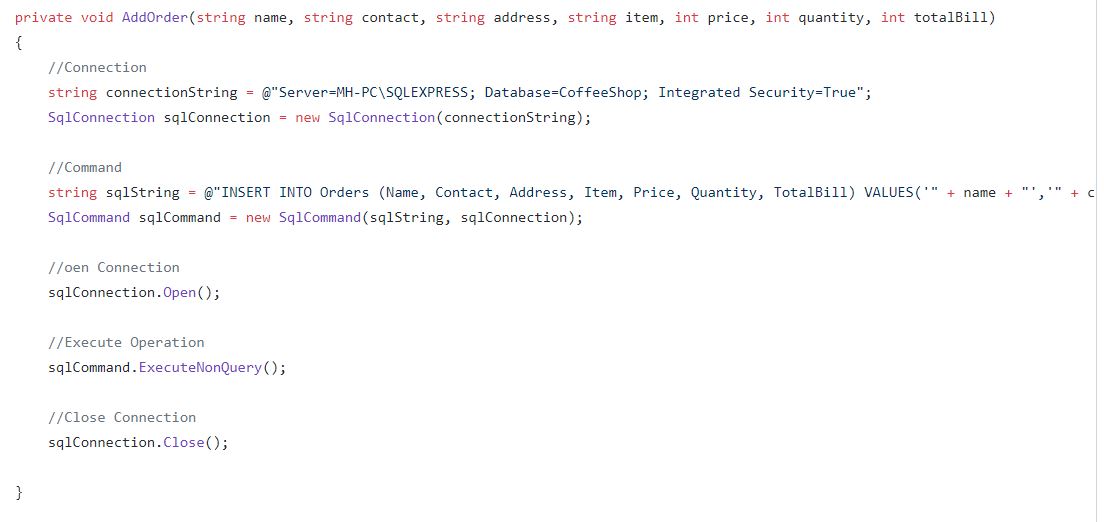 private void AddOrder(string name, string contact, string address, string item, int price, int quantity, int totalBill)
{
//Connection
string connectionString = @"Server=MH-PC\SQLEXPRESS; Database=CoffeeShop; Integrated Security=True";
SqlConnection sqlConnection = new SqlConnection(connectionString);
//Command
string sqlString = @"INSERT INTO Orders (Name, Contact, Address, Item, Price, Quantity, TotalBill) VALUES('" + name + "','" + c
SqlCommand sqlCommand = new SqlCommand(sqlString, sqlConnection);
//oen Connection
sqlConnection.Open();
//Execute Operation
sqlCommand.ExecuteNonQuery();
//Close Connection
sqlConnection.Close();
}